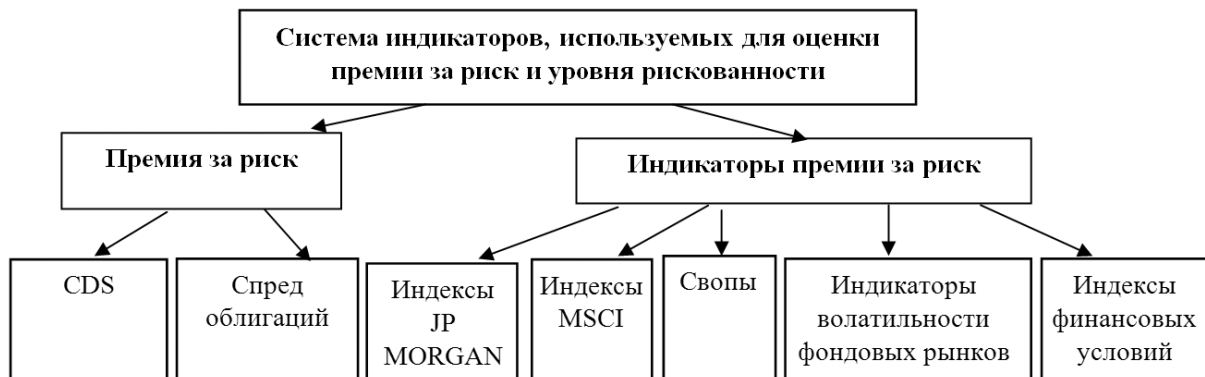 Система индикаторов, используемых для оценки
премии за риск и уровня рискованности
Премия за риск
Индикаторы премии за риск
CDS
Спред
облигаций
Индексы
JP
MORGAN
Индексы
MSCI
Свопы
Индикаторы
волатильности
фондовых рынков
Индексы
финансовых
условий